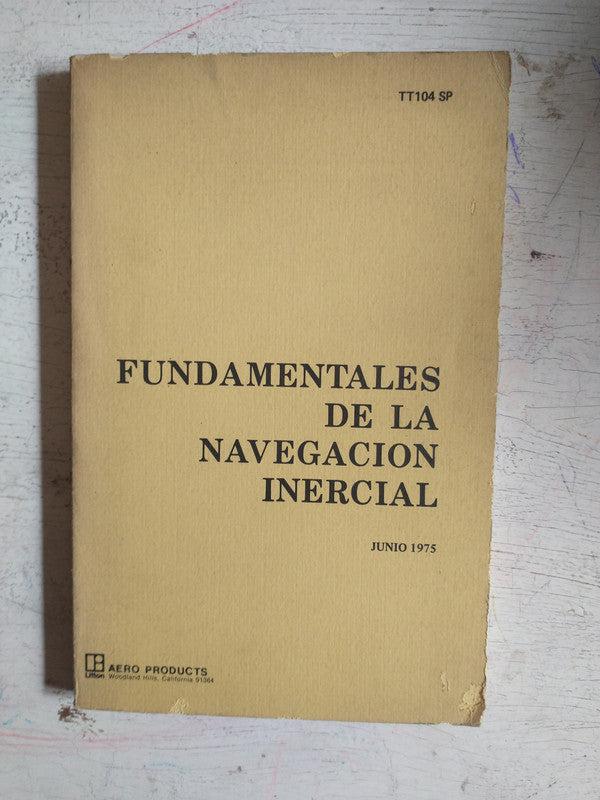 TT104 SP
FUNDAMENTALES
DE LA
NAVEGACION
INERCIAL
JUNIO 1975
Litton
AERO PRODUCTS
Woodland Hills, California 91364